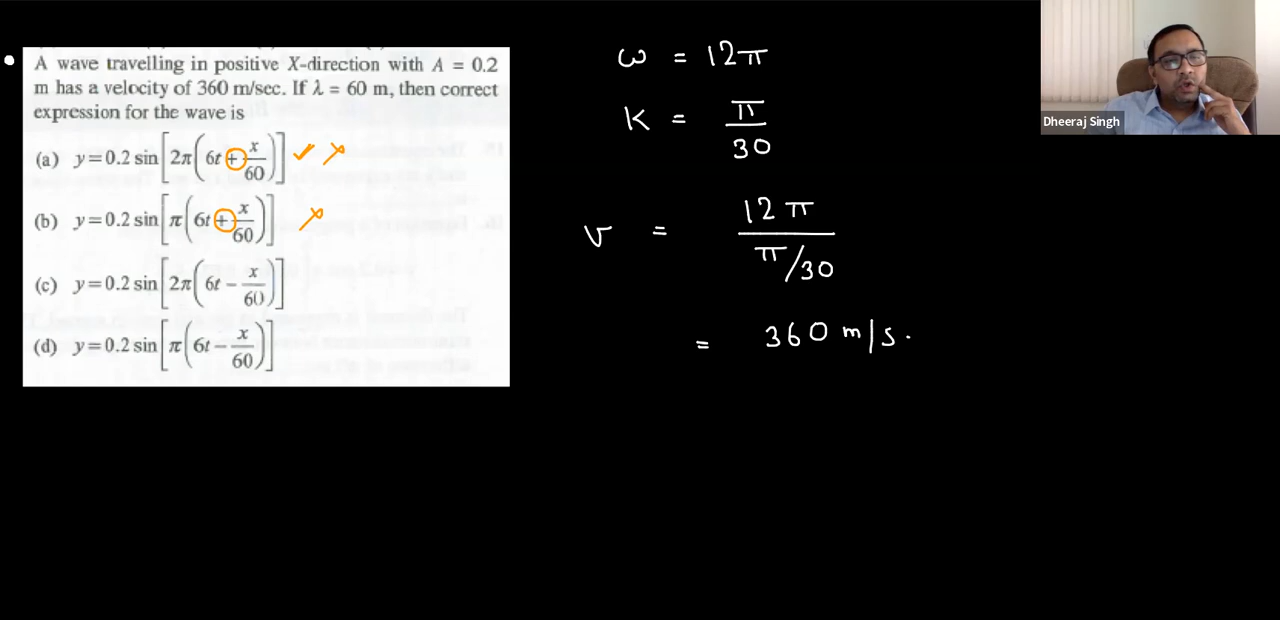 A wave travelling in positive X-direction with A = 0.2
m has a velocity of 360 m/sec. If λ = 60 m, then correct
expression for the wave is
(a) y = 0.2 sin[2π(6t + x/60)]
(b) y = 0.2 sin[π(6t + x/60)]
(c) y = 0.2 sin[2π(6t − x/60)]
(d) y = 0.2 sin[π(6t − x/60)]
ω = 12π
K = π/30
v = 12π / (π/30)
= 360 m/s.
Dheeraj Singh